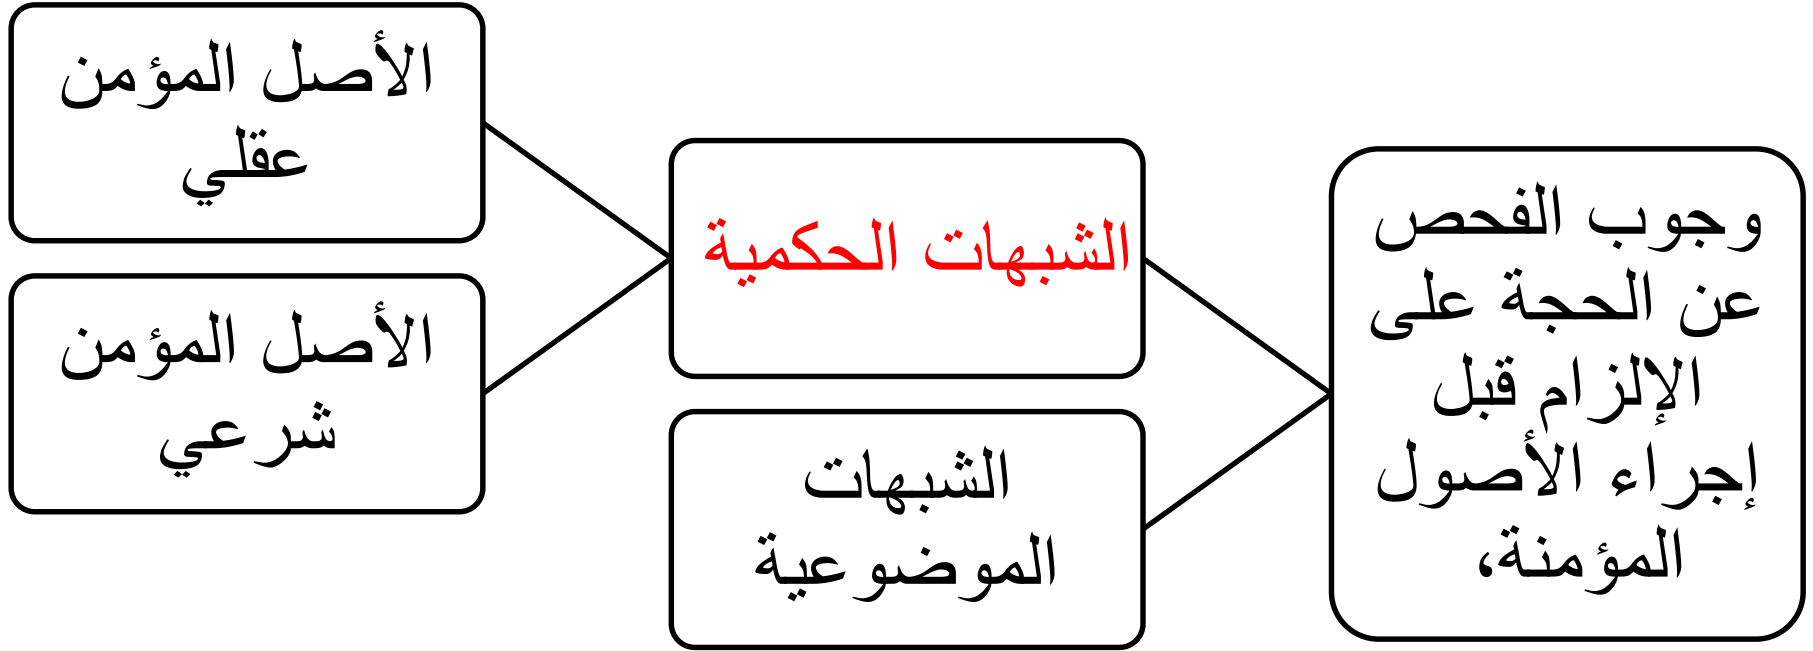 وجوب الفحص
عن الحجة على
الإلزام قبل
إجراء الأصول
المؤمنة،
الشبهات الحكمية
الشبهات
الموضوعية
الأصل المؤمن
عقلي
الأصل المؤمن
شرعي